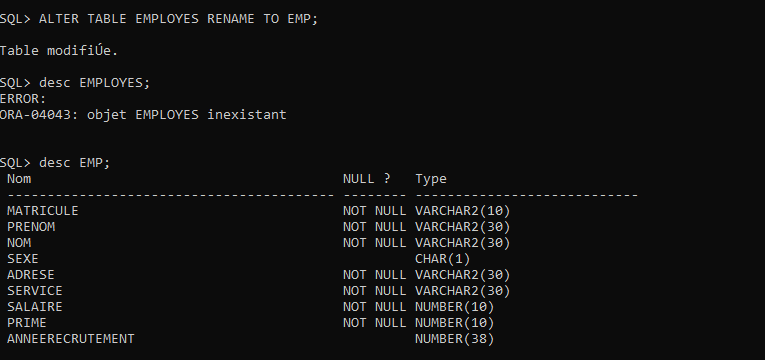 SQL> ALTER TABLE EMPLOYES RENAME TO EMP;
Table modifiÚe.
SQL> desc EMPLOYES;
ERROR:
ORA-04043: objet EMPLOYES inexistant
SQL> desc EMP;
Nom NULL ? Type
----------------------------------------- -------- ----------------------------
MATRICULE NOT NULL VARCHAR2(10)
PRENOM NOT NULL VARCHAR2(30)
NOM NOT NULL VARCHAR2(30)
SEXE CHAR(1)
ADRESE NOT NULL VARCHAR2(30)
SERVICE NOT NULL VARCHAR2(30)
SALAIRE NOT NULL NUMBER(10)
PRIME NOT NULL NUMBER(10)
ANNEERECRUTEMENT NUMBER(38)